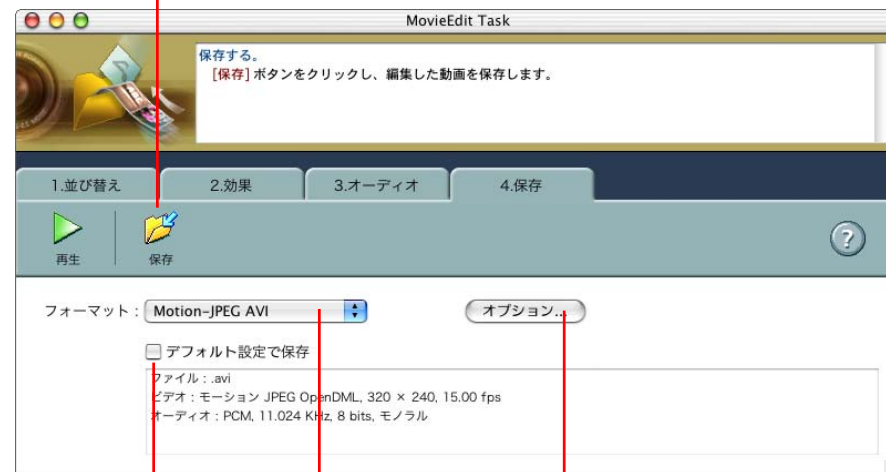 MovieEdit Task
保存する。
[保存] ボタンをクリックし、編集した動画を保存します。
1.並び替え 2.効果 3.オーディオ 4.保存
再生 保存
?
フォーマット： Motion-JPEG AVI オプション...
デフォルト設定で保存
ファイル：.avi
ビデオ：モーション JPEG OpenDML, 320 × 240, 15.00 fps
オーディオ：PCM, 11.024 KHz, 8 bits, モノラル